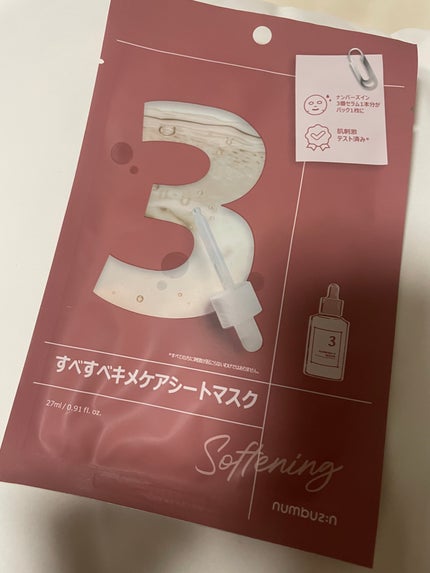 ナンバーズイン
3番セラム1本分が
パック1枚に
肌刺激
テスト済み*
3
3
すべすべキメケアシートマスク
27ml / 0.91 fl. oz.
Softening
numbuz:n